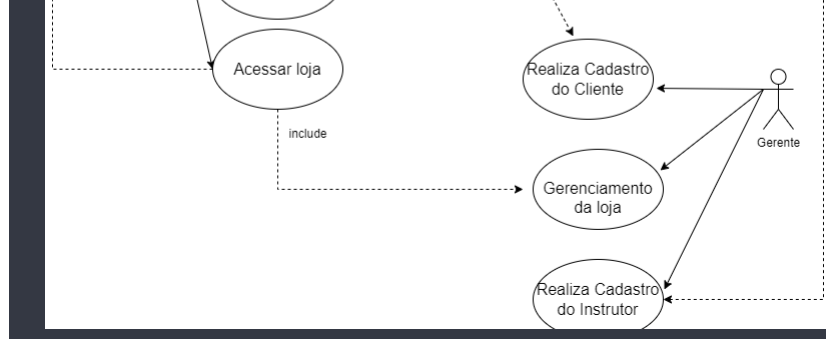 Acessar loja
Realiza Cadastro
do Cliente
include
Gerente
Gerenciamento
da loja
Realiza Cadastro
do Instrutor